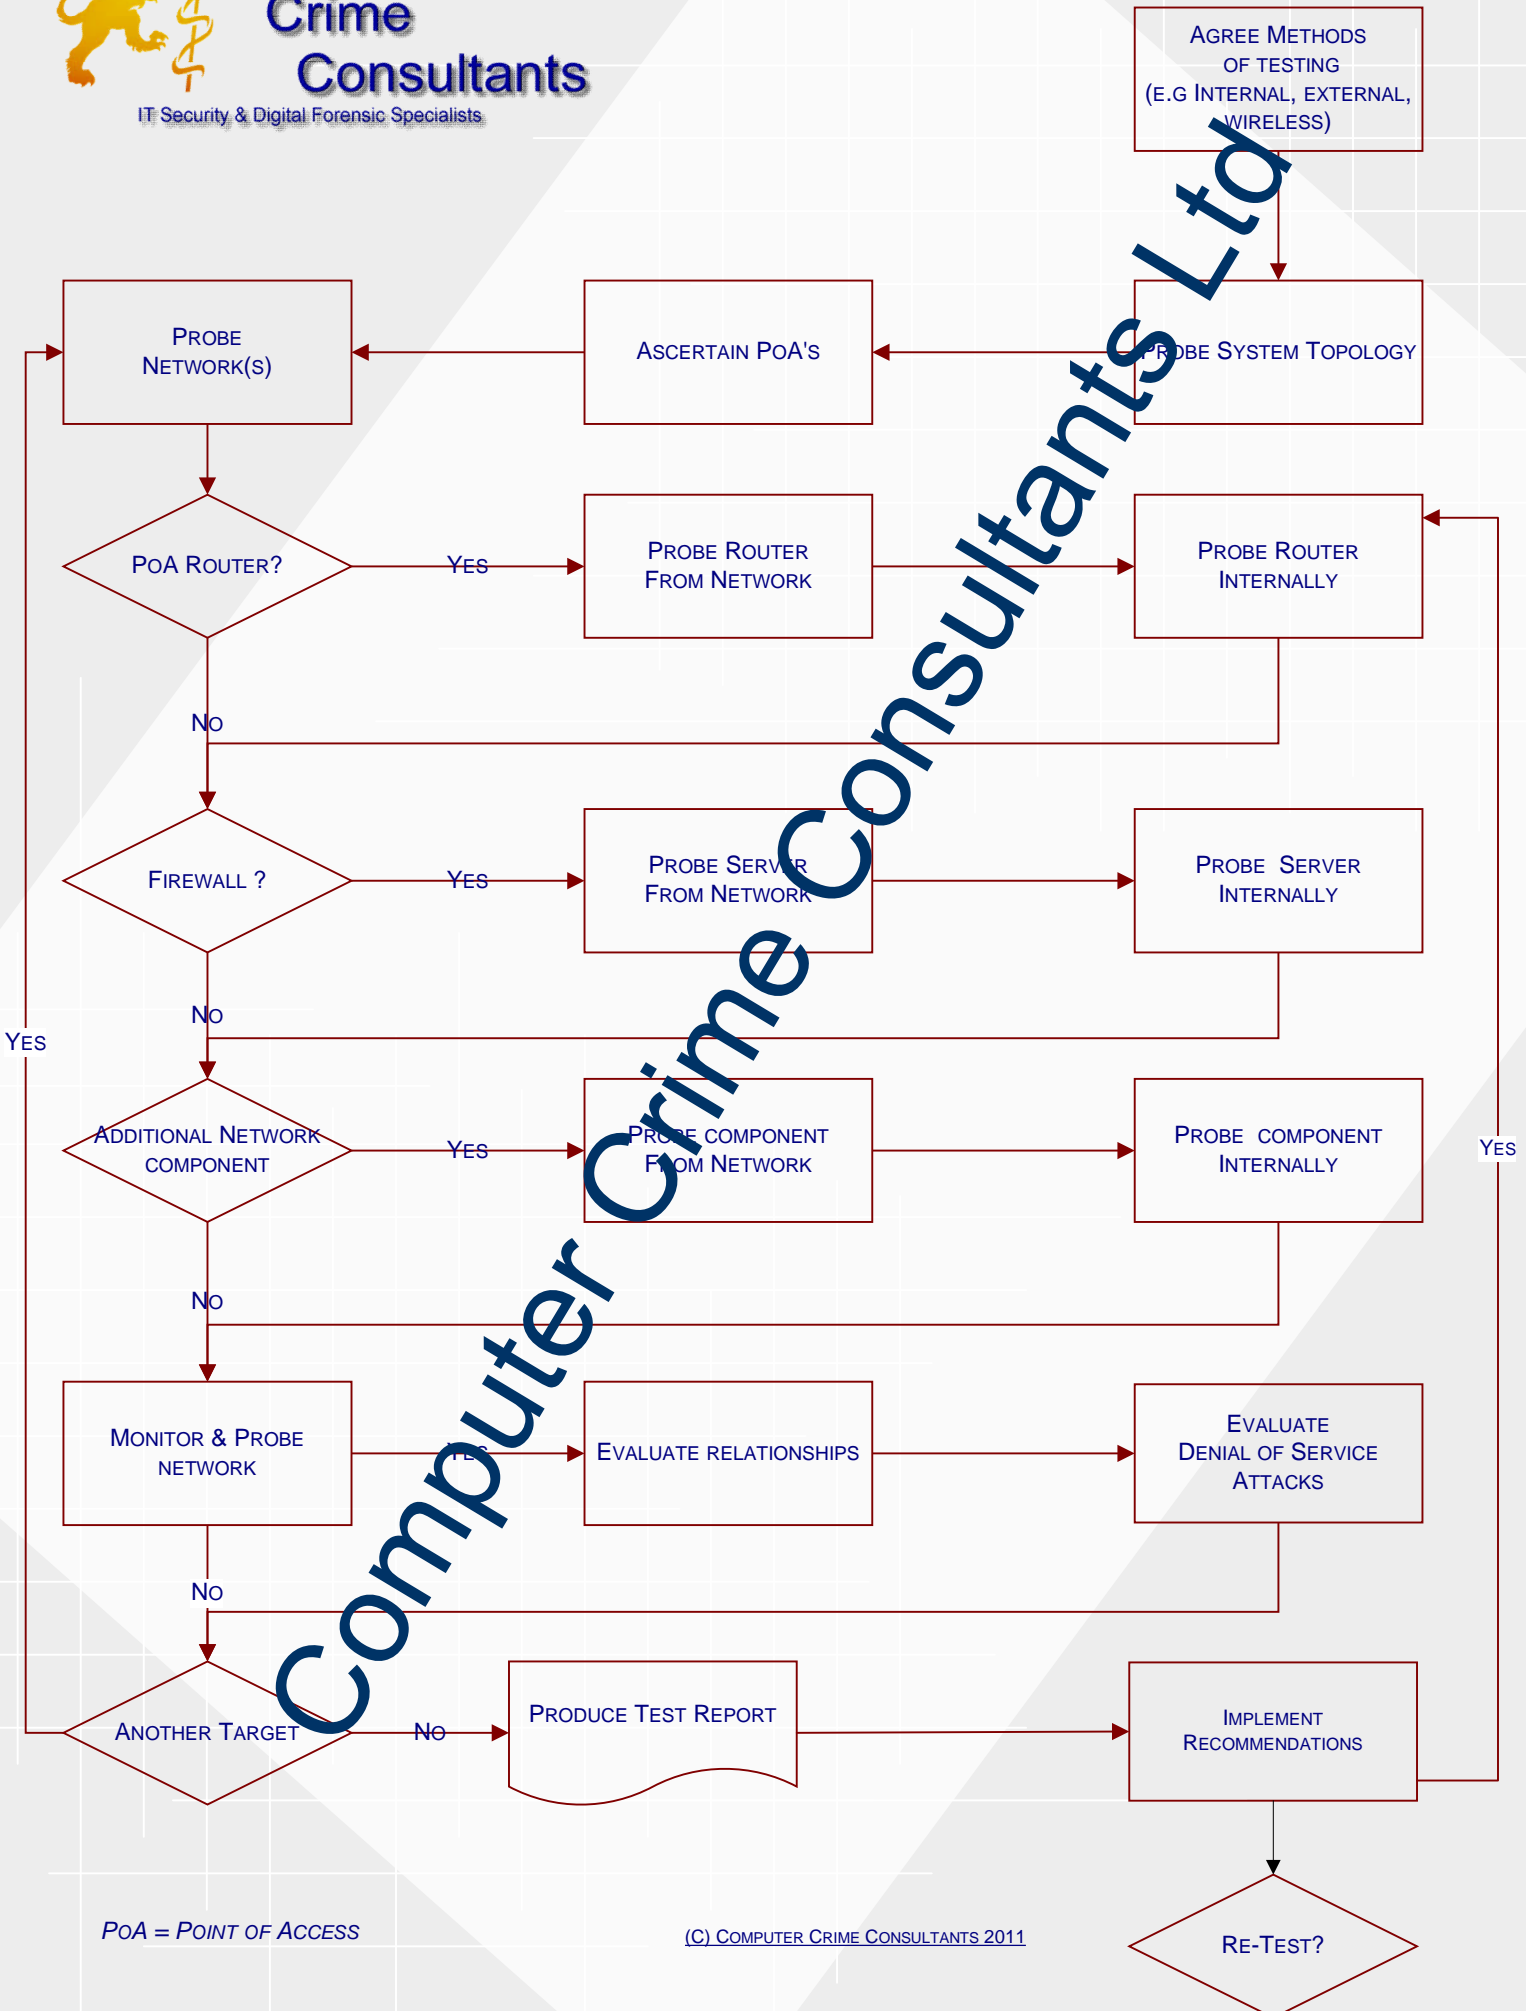 Crime
Consultants
IT Security & Digital Forensic Specialists
AGREE METHODS
OF TESTING
(E.G INTERNAL, EXTERNAL,
WIRELESS)
PROBE
NETWORK(S)
ASCERTAIN POA'S
PROBE SYSTEM TOPOLOGY
POA ROUTER?
YES
PROBE ROUTER
FROM NETWORK
PROBE ROUTER
INTERNALLY
NO
FIREWALL ?
YES
PROBE SERVER
FROM NETWORK
PROBE SERVER
INTERNALLY
NO
YES
ADDITIONAL NETWORK
COMPONENT
YES
PROBE COMPONENT
FROM NETWORK
PROBE COMPONENT
INTERNALLY
YES
NO
MONITOR & PROBE
NETWORK
YES
EVALUATE RELATIONSHIPS
EVALUATE
DENIAL OF SERVICE
ATTACKS
NO
ANOTHER TARGET
NO
PRODUCE TEST REPORT
IMPLEMENT
RECOMMENDATIONS
POA = POINT OF ACCESS
(C) COMPUTER CRIME CONSULTANTS 2011
RE-TEST?
Computer Crime Consultants Ltd